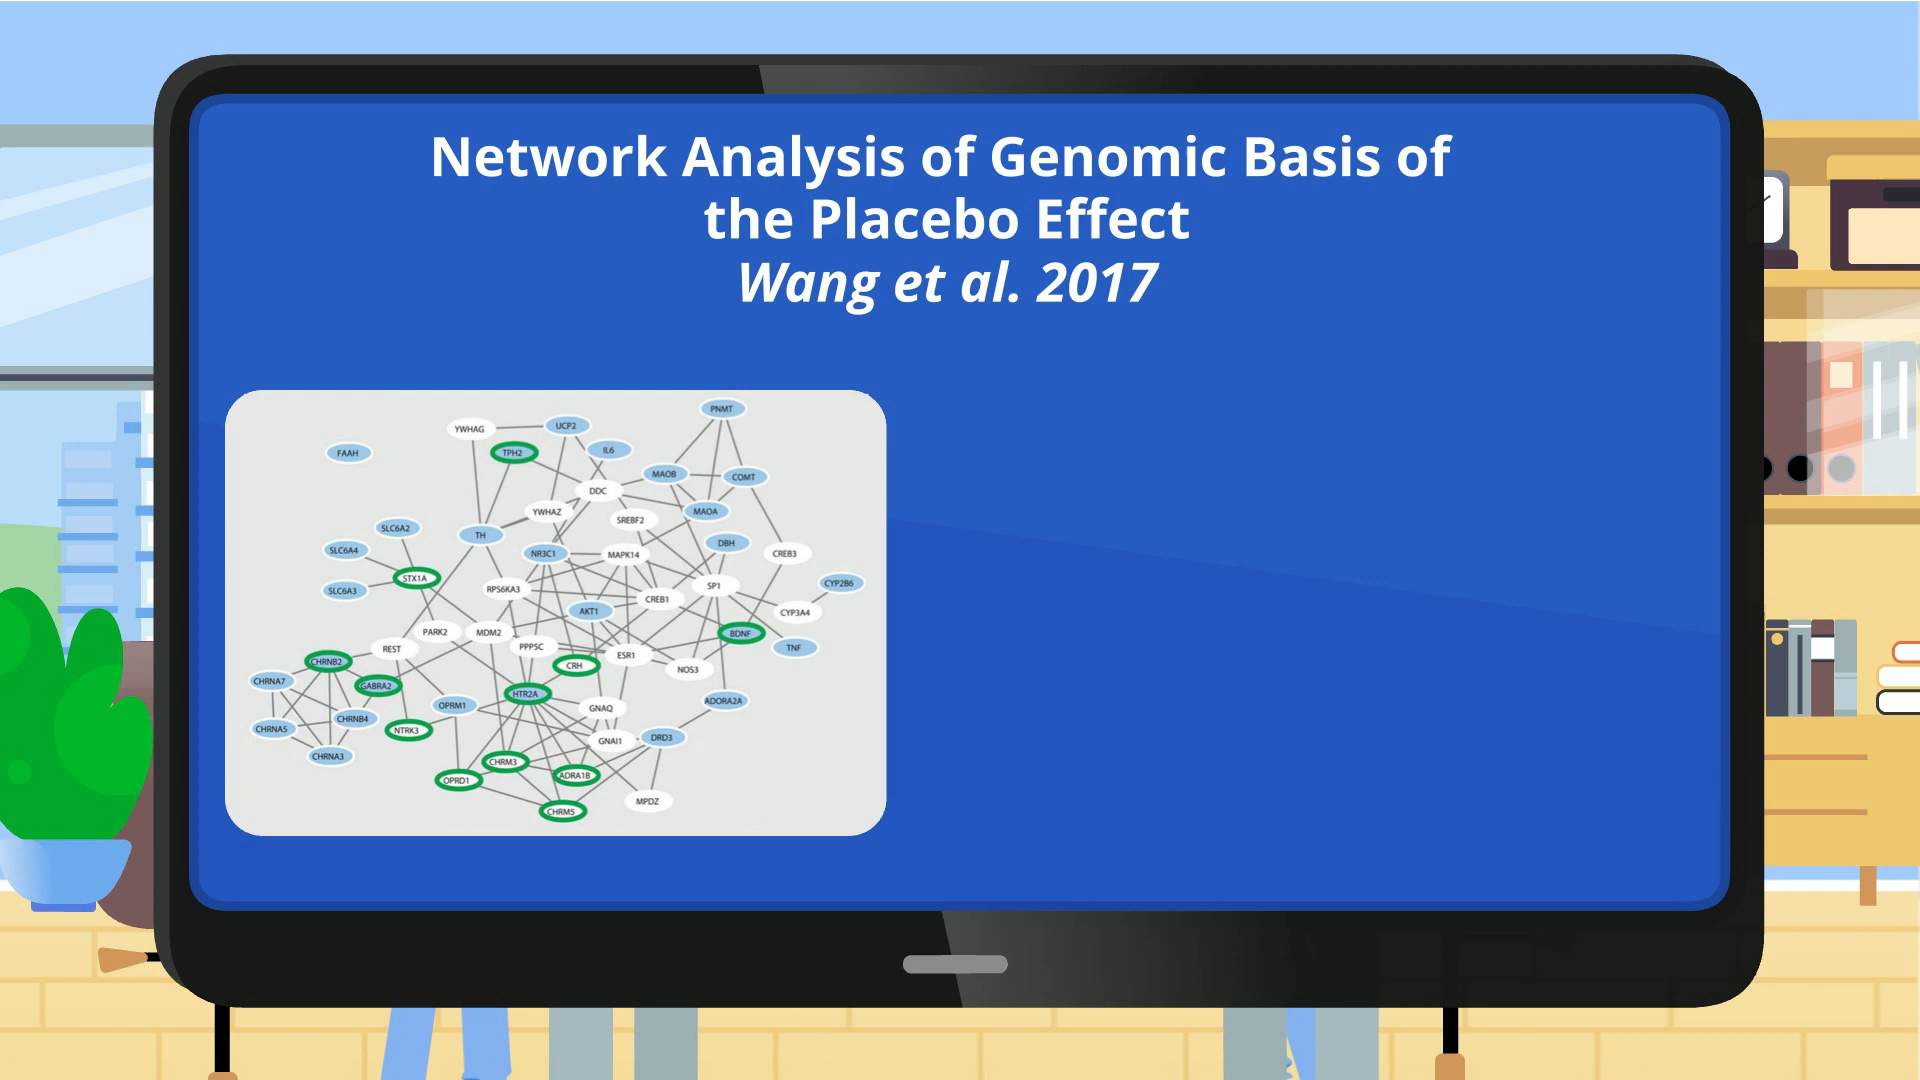 Network Analysis of Genomic Basis of
the Placebo Effect
Wang et al. 2017
PNMT
YWHAG
UCP2
FAAH
TPH2
IL6
MAOB
COMT
DDC
YWHAZ
SREBF2
MAOA
SLC6A2
TH
DBH
SLC6A4
NR3C1
MAPK14
CREB3
STX1A
SLC6A3
RPS6KA3
SP1
CYP2B6
CREB1
AKT1
CYP3A4
PARK2
MDM2
BDNF
REST
PPP5C
ESR1
TNF
CHRNB2
CRH
NOS3
CHRNA7
GABRA2
HTR2A
OPRM1
GNAQ
ADORA2A
CHRNB4
CHRNA5
NTRK3
GNAI1
DRD3
CHRNA3
CHRM3
OPRD1
ADRA1B
MPDZ
CHRM5